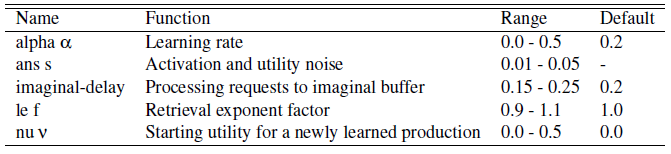 Name Function Range Default
alpha α Learning rate 0.0 - 0.5 0.2
ans s Activation and utility noise 0.01 - 0.05 -
imaginal-delay Processing requests to imaginal buffer 0.15 - 0.25 0.2
le f Retrieval exponent factor 0.9 - 1.1 1.0
nu ν Starting utility for a newly learned production 0.0 - 0.5 0.0